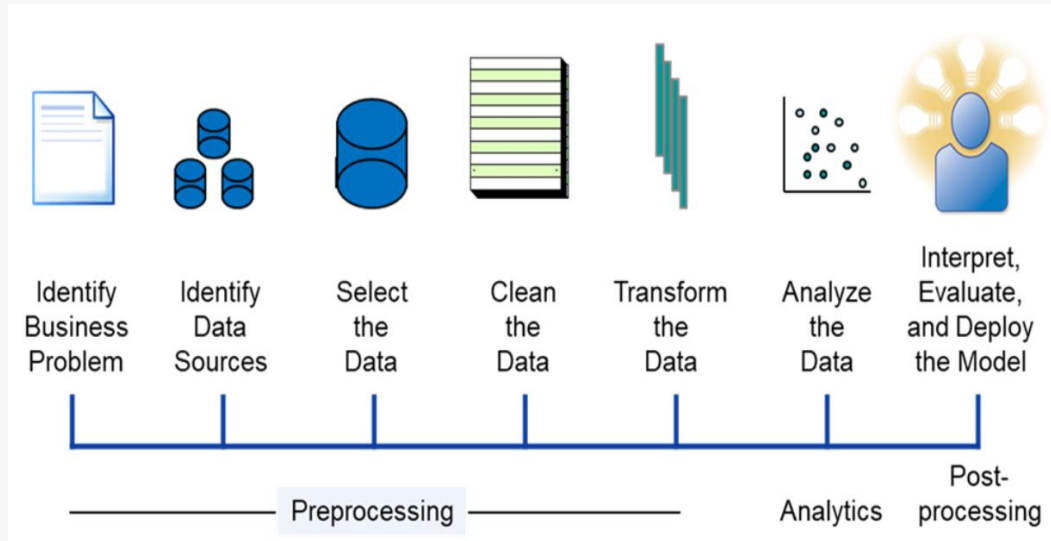 Identify
Business
Problem
Identify
Data
Sources
Select
the
Data
Clean
the
Data
Transform
the
Data
Analyze
the
Data
Interpret,
Evaluate,
and Deploy
the Model
Preprocessing
Analytics
Post-
processing